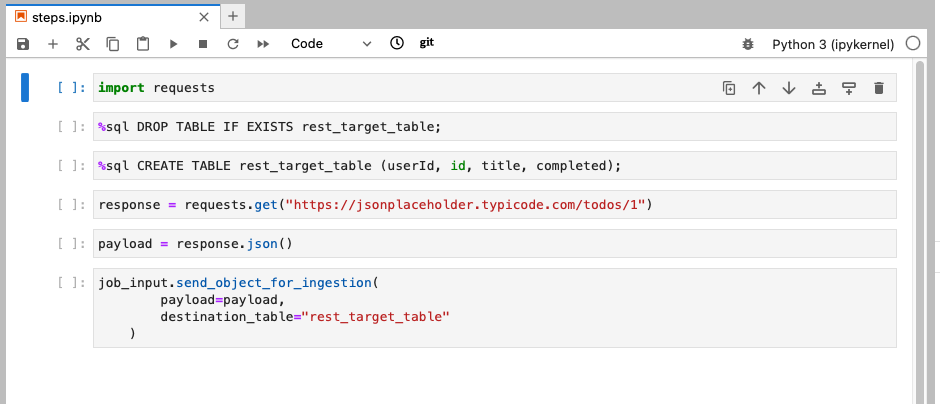 steps.ipynb
Code
git
Python 3 (ipykernel)
[ ]: import requests
[ ]: %sql DROP TABLE IF EXISTS rest_target_table;
[ ]: %sql CREATE TABLE rest_target_table (userId, id, title, completed);
[ ]: response = requests.get("https://jsonplaceholder.typicode.com/todos/1")
[ ]: payload = response.json()
[ ]: job_input.send_object_for_ingestion(
payload=payload,
destination_table="rest_target_table"
)